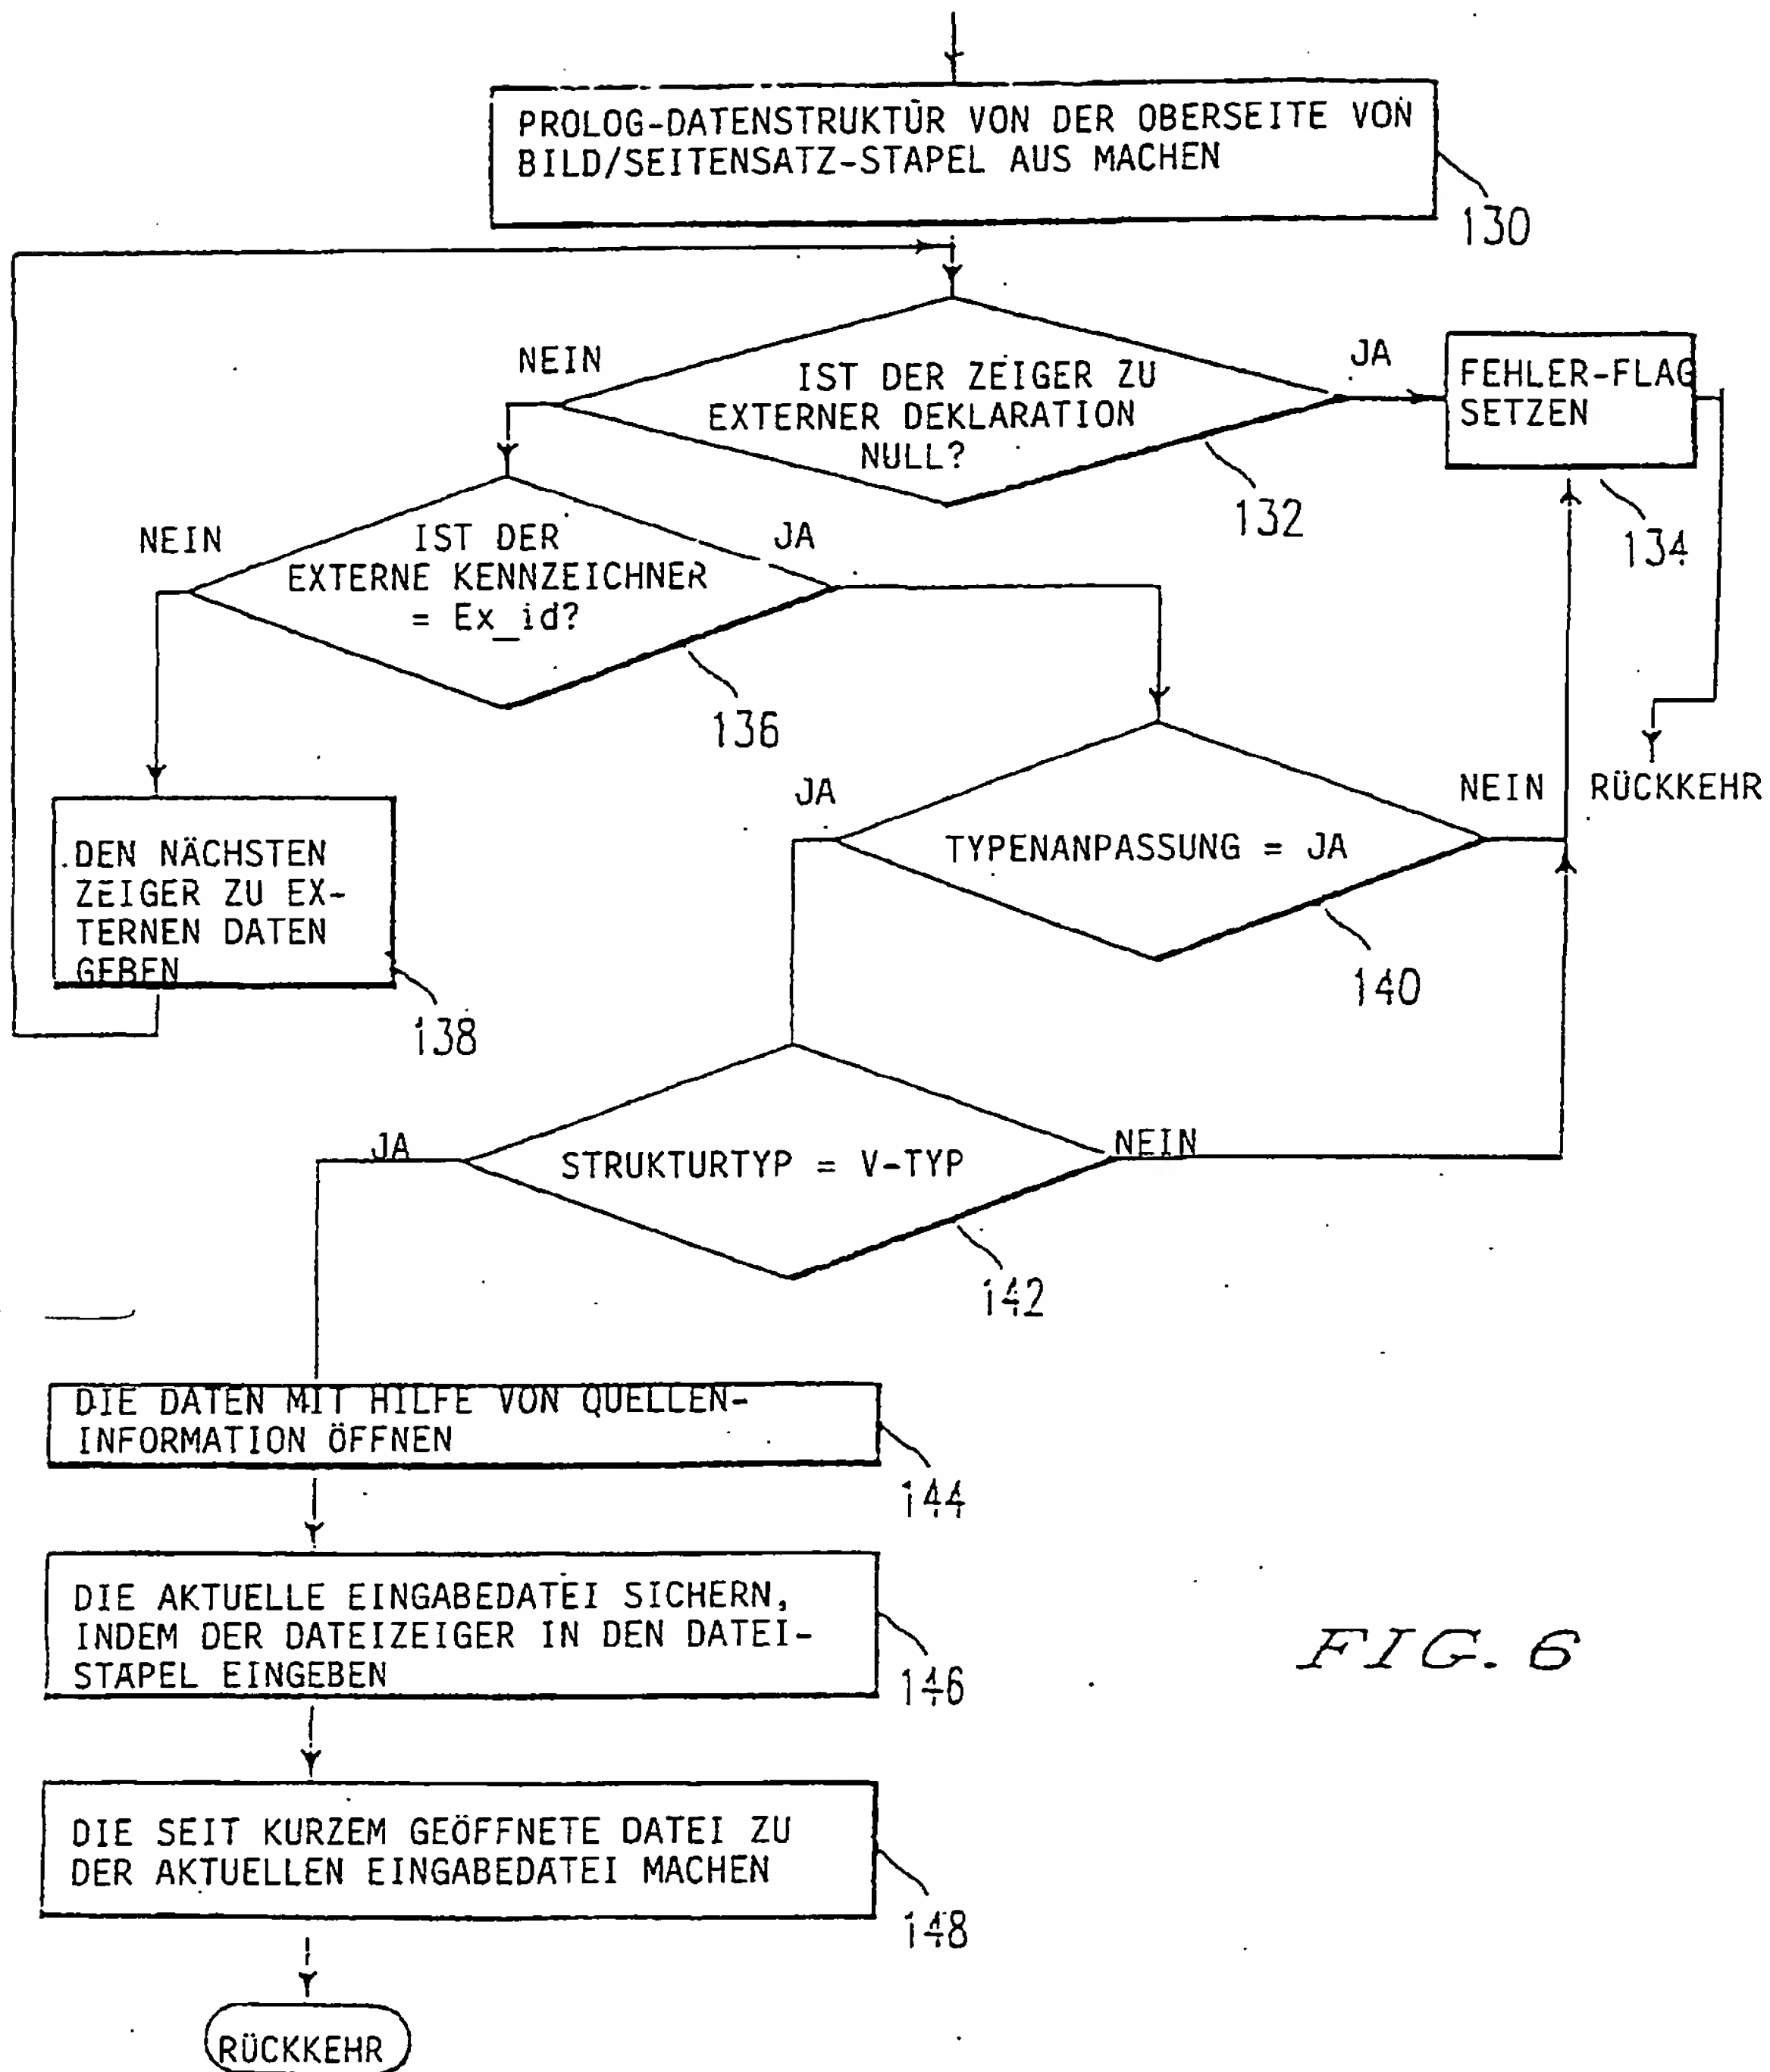 PROLOG-DATENSTRUKTUR VON DER OBERSEITE VON
BILD/SEITENSATZ-STAPEL AUS MACHEN
130
NEIN
IST DER ZEIGER ZU
EXTERNER DEKLARATION
NULL?
JA
132
FEHLER-FLAG
SETZEN
134
NEIN
IST DER
EXTERNE KENNZEICHNER
= Ex_id?
JA
136
DEN NÄCHSTEN
ZEIGER ZU EX-
TERNEN DATEN
GEBEN
138
JA
TYPENANPASSUNG = JA
NEIN
140
RÜCKKEHR
JA
STRUKTURTYP = V-TYP
NEIN
142
DIE DATEN MIT HILFE VON QUELLEN-
INFORMATION ÖFFNEN
144
DIE AKTUELLE EINGABEDATEI SICHERN,
INDEM DER DATEIZEIGER IN DEN DATEI-
STAPEL EINGEBEN
146
DIE SEIT KURZEM GEÖFFNETE DATEI ZU
DER AKTUELLEN EINGABEDATEI MACHEN
148
RÜCKKEHR
FIG. 6